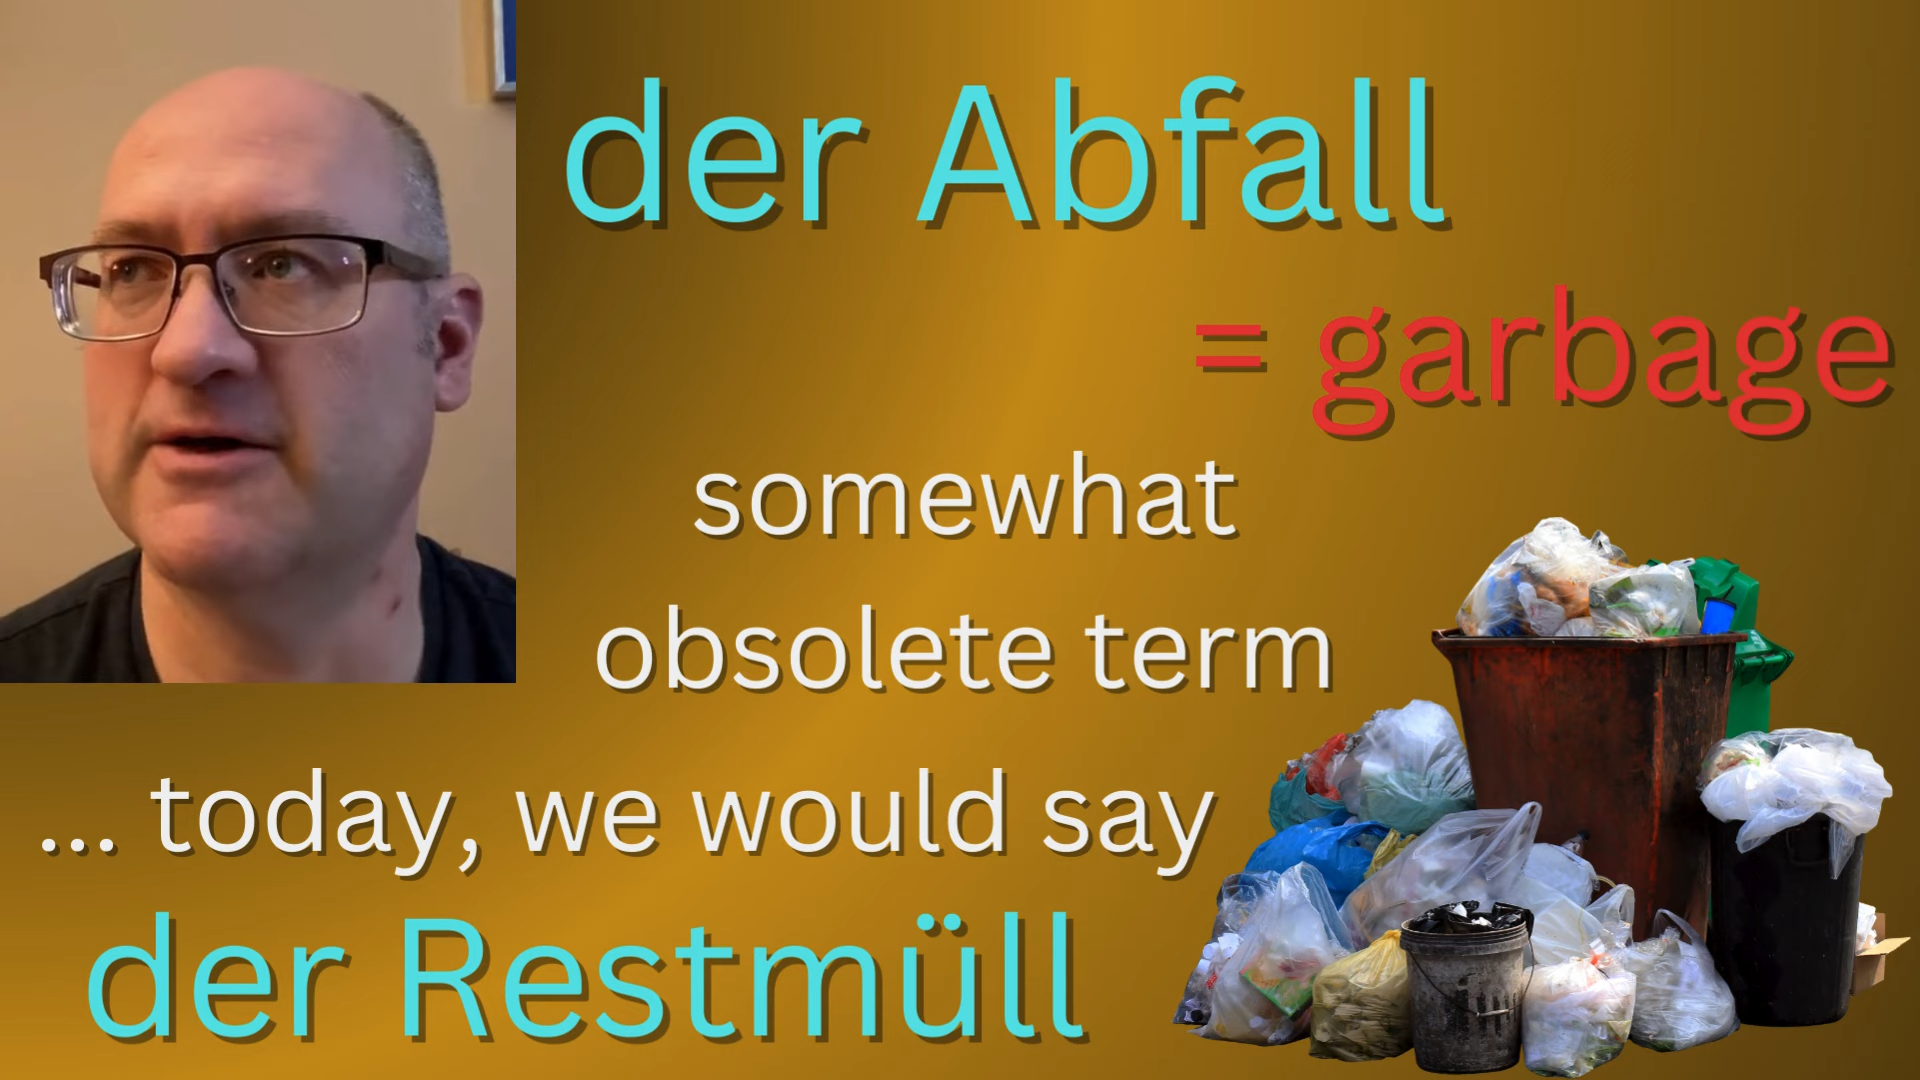 der Abfall
= garbage
somewhat
obsolete term
... today, we would say
der Restmüll